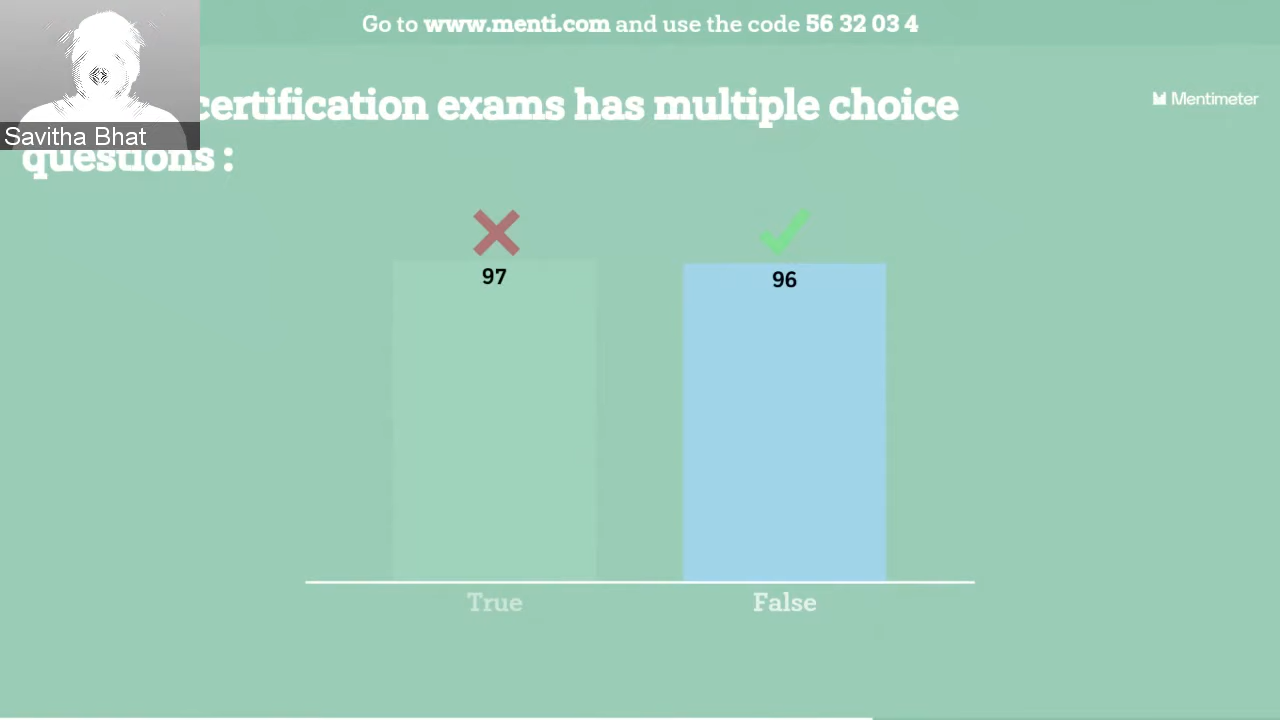 Go to www.menti.com and use the code 56 32 03 4
Savitha Bhat
certification exams has multiple choice
questions :
Mentimeter
97
96
True
False